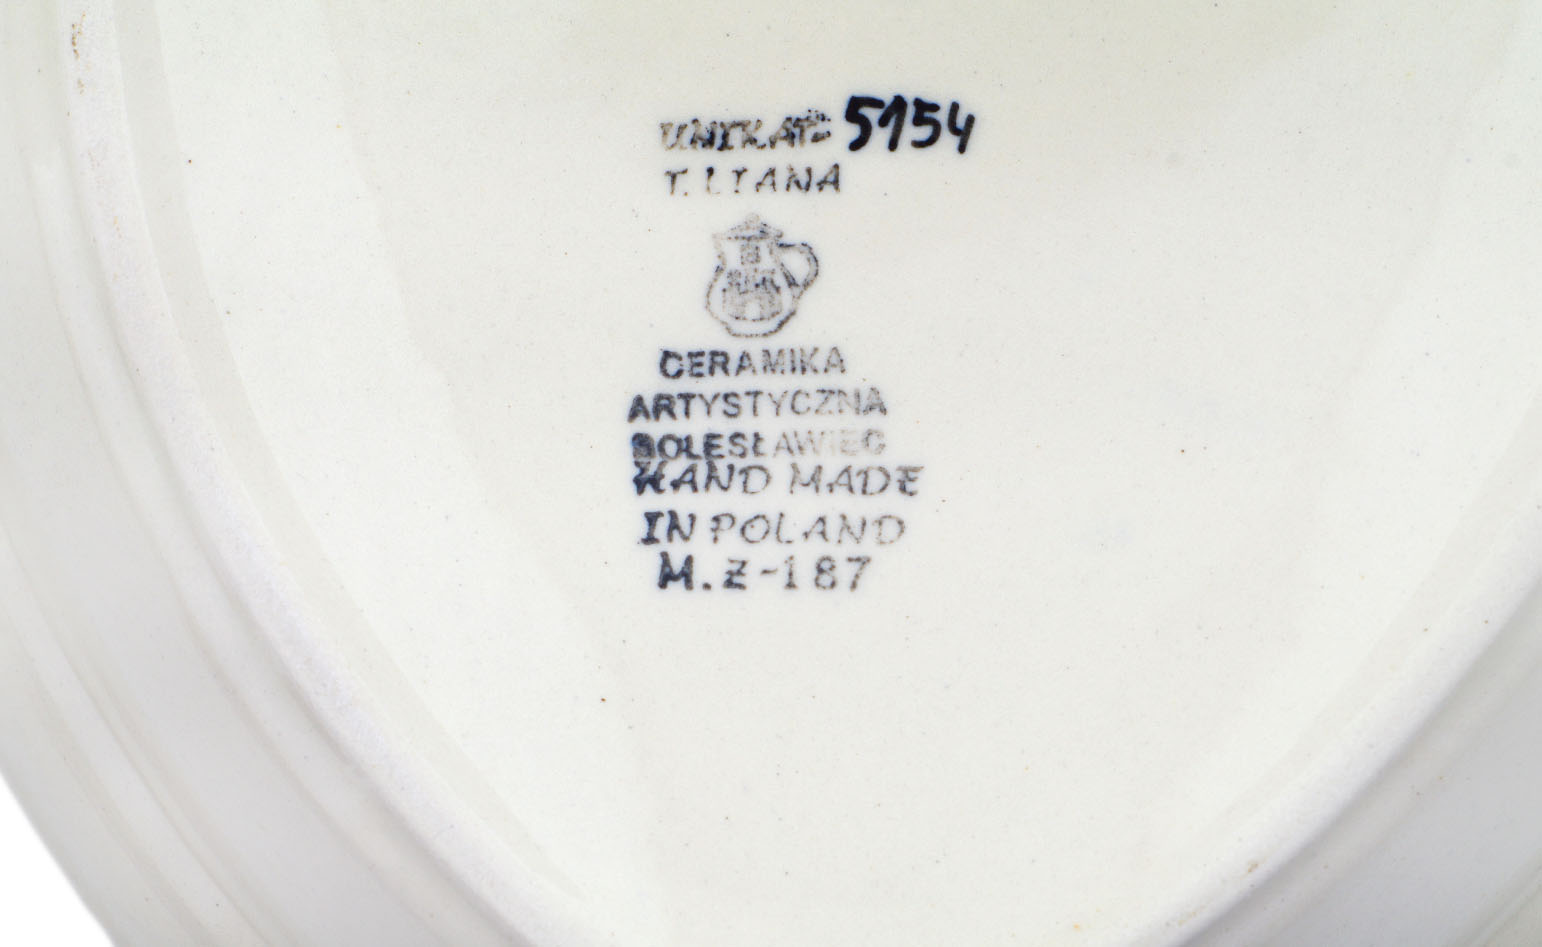 UNIKAT- 5154
T. LIANA
CERAMIKA
ARTYSTYCZNA
BOLESŁAWIEC
HAND MADE
IN POLAND
M.Z-187